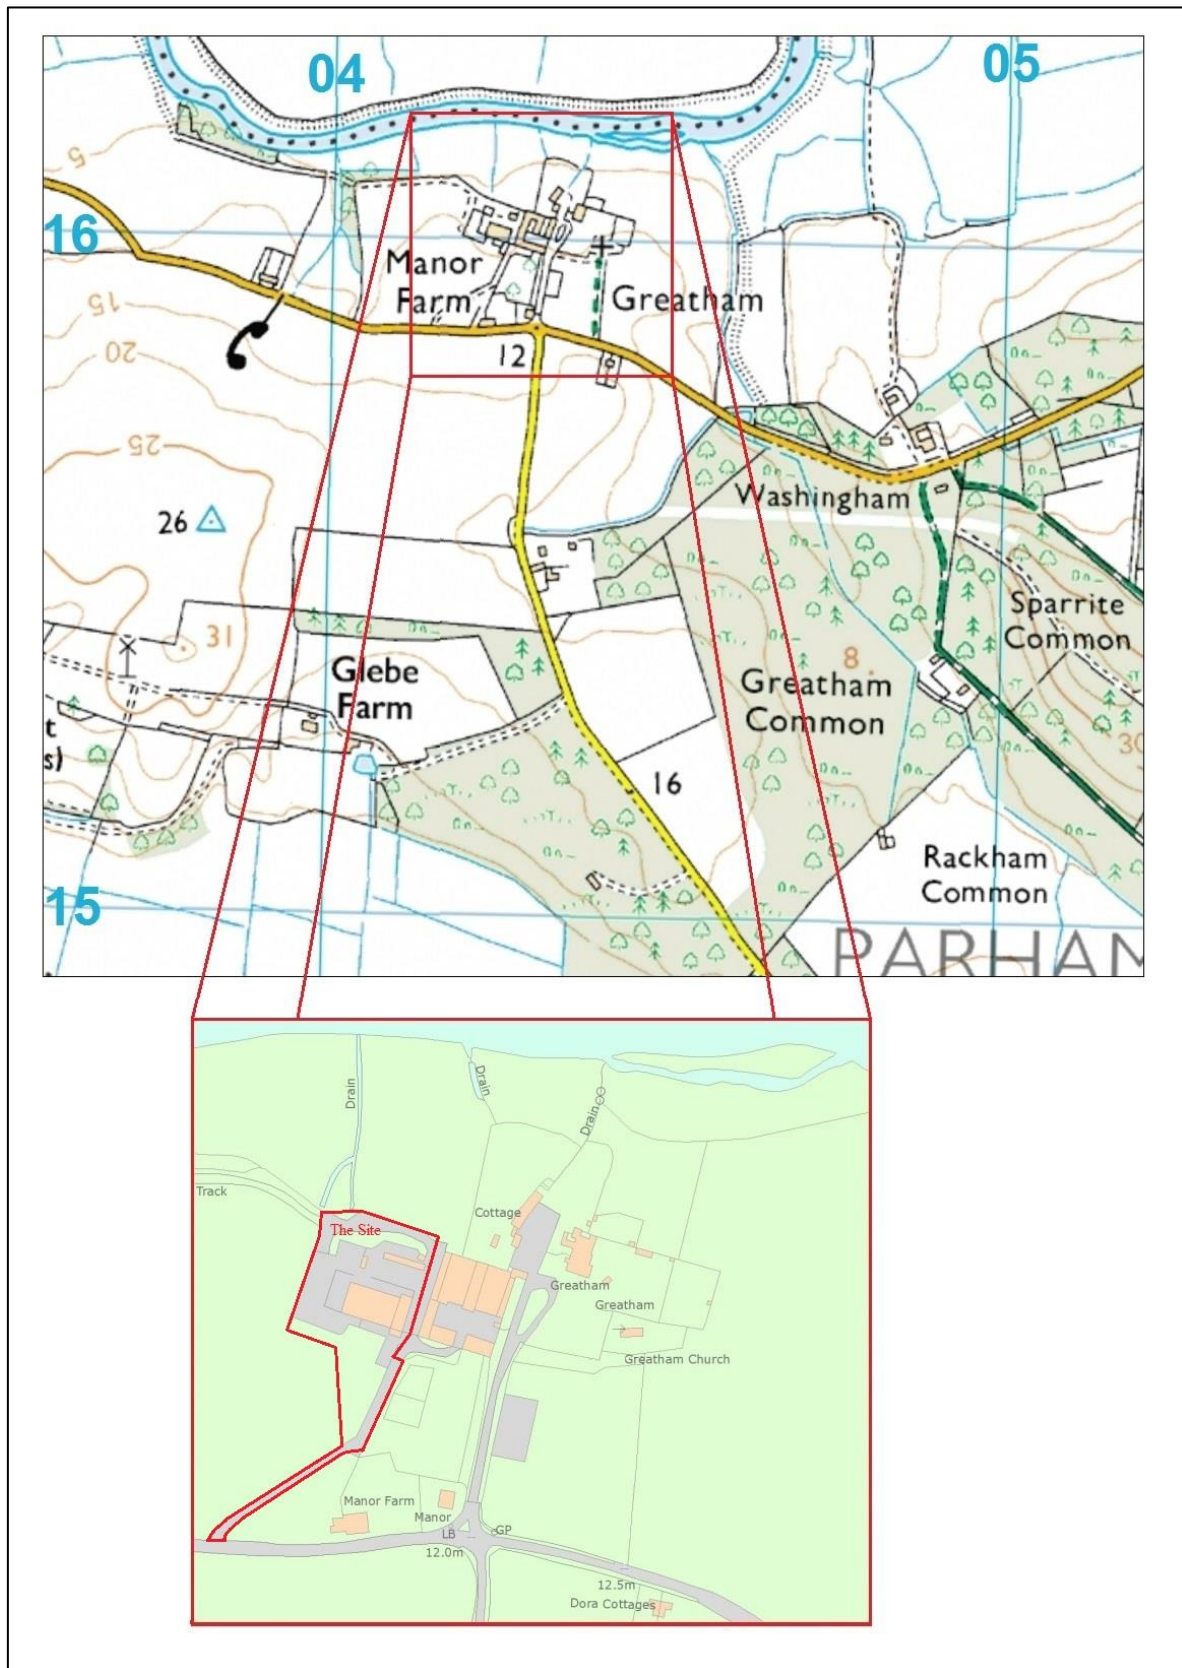 04
05
5
16
Manor
Farm
Greatham
15
20
12
25
Washingham
26
Sparrite
Common
31
Glebe
Farm
8
Greatham
Common
t
s)
30
16
Rackham
Common
15
PARHAM
Drain
Drain
Drain
Track
Cottage
The Site
Greatham
Greatham
Greatham Church
Manor Farm
Manor
LB
GP
12.0m
12.5m
Dora Cottages